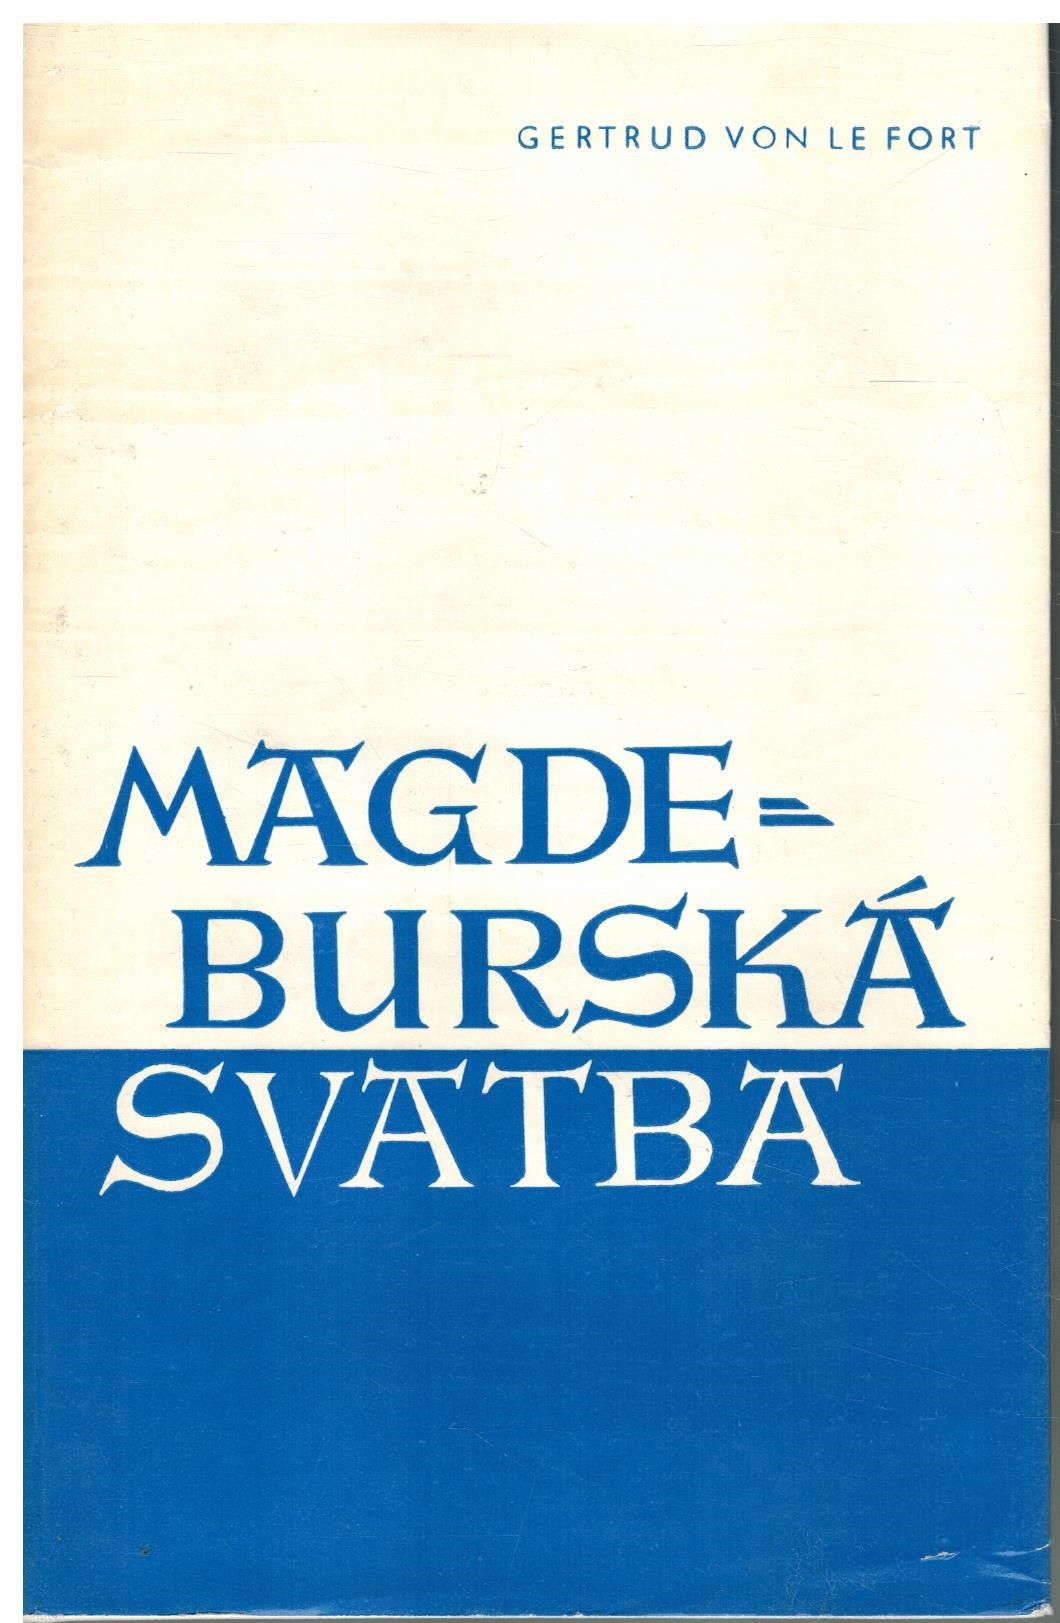 GERTRUD VON LE FORT
MAGDE=
BURSKÁ
SVATBA